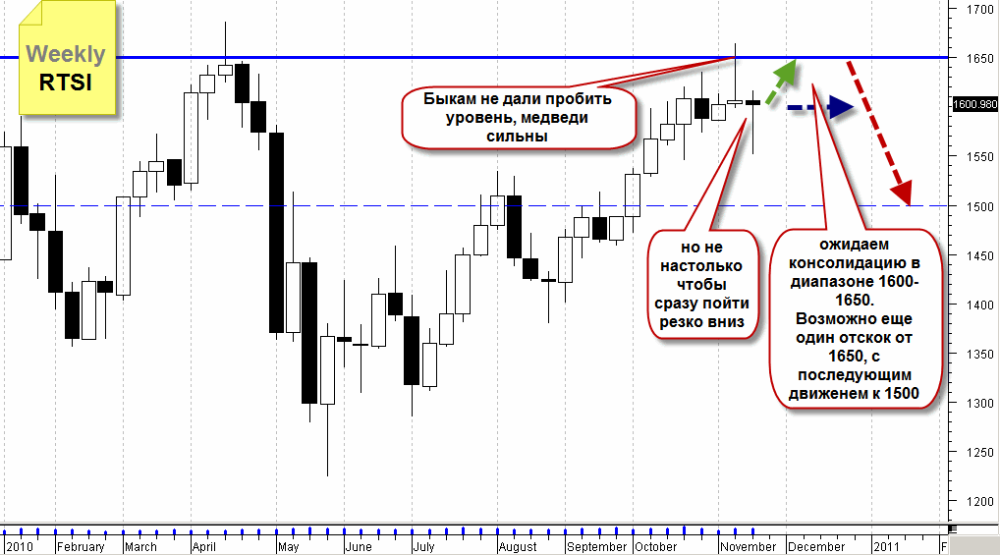 Weekly
RTSI
1700
1650
1600.980
1550
1500
1450
1400
1350
1300
1250
1200
Быкам не дали пробить
уровень, медведи
сильны
но не
настолько
чтобы
сразу пойти
резко вниз
ожидаем
консолидацию в
диапазоне 1600-
1650.
Возможно еще
один отскок от
1650, с
последующим
движенем к 1500
2010 February March April May June July August September October November December 2011 F